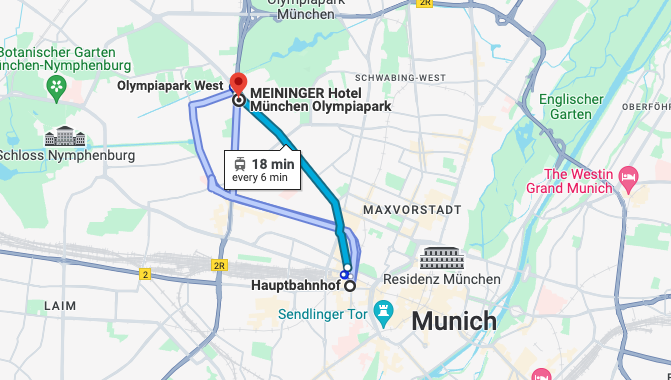 Olympiapark
München
2R
Botanischer Garten
München-Nymphenburg
Olympiapark West
MEININGER Hotel
München Olympiapark
SCHWABING-WEST
Englischer
Garten
OBERFÖHR
Schloss Nymphenburg
18 min
every 6 min
The Westin
Grand Munich
MAXVORSTADT
2R
2
Hauptbahnhof
Residenz München
LAIM
Sendlinger Tor
Munich